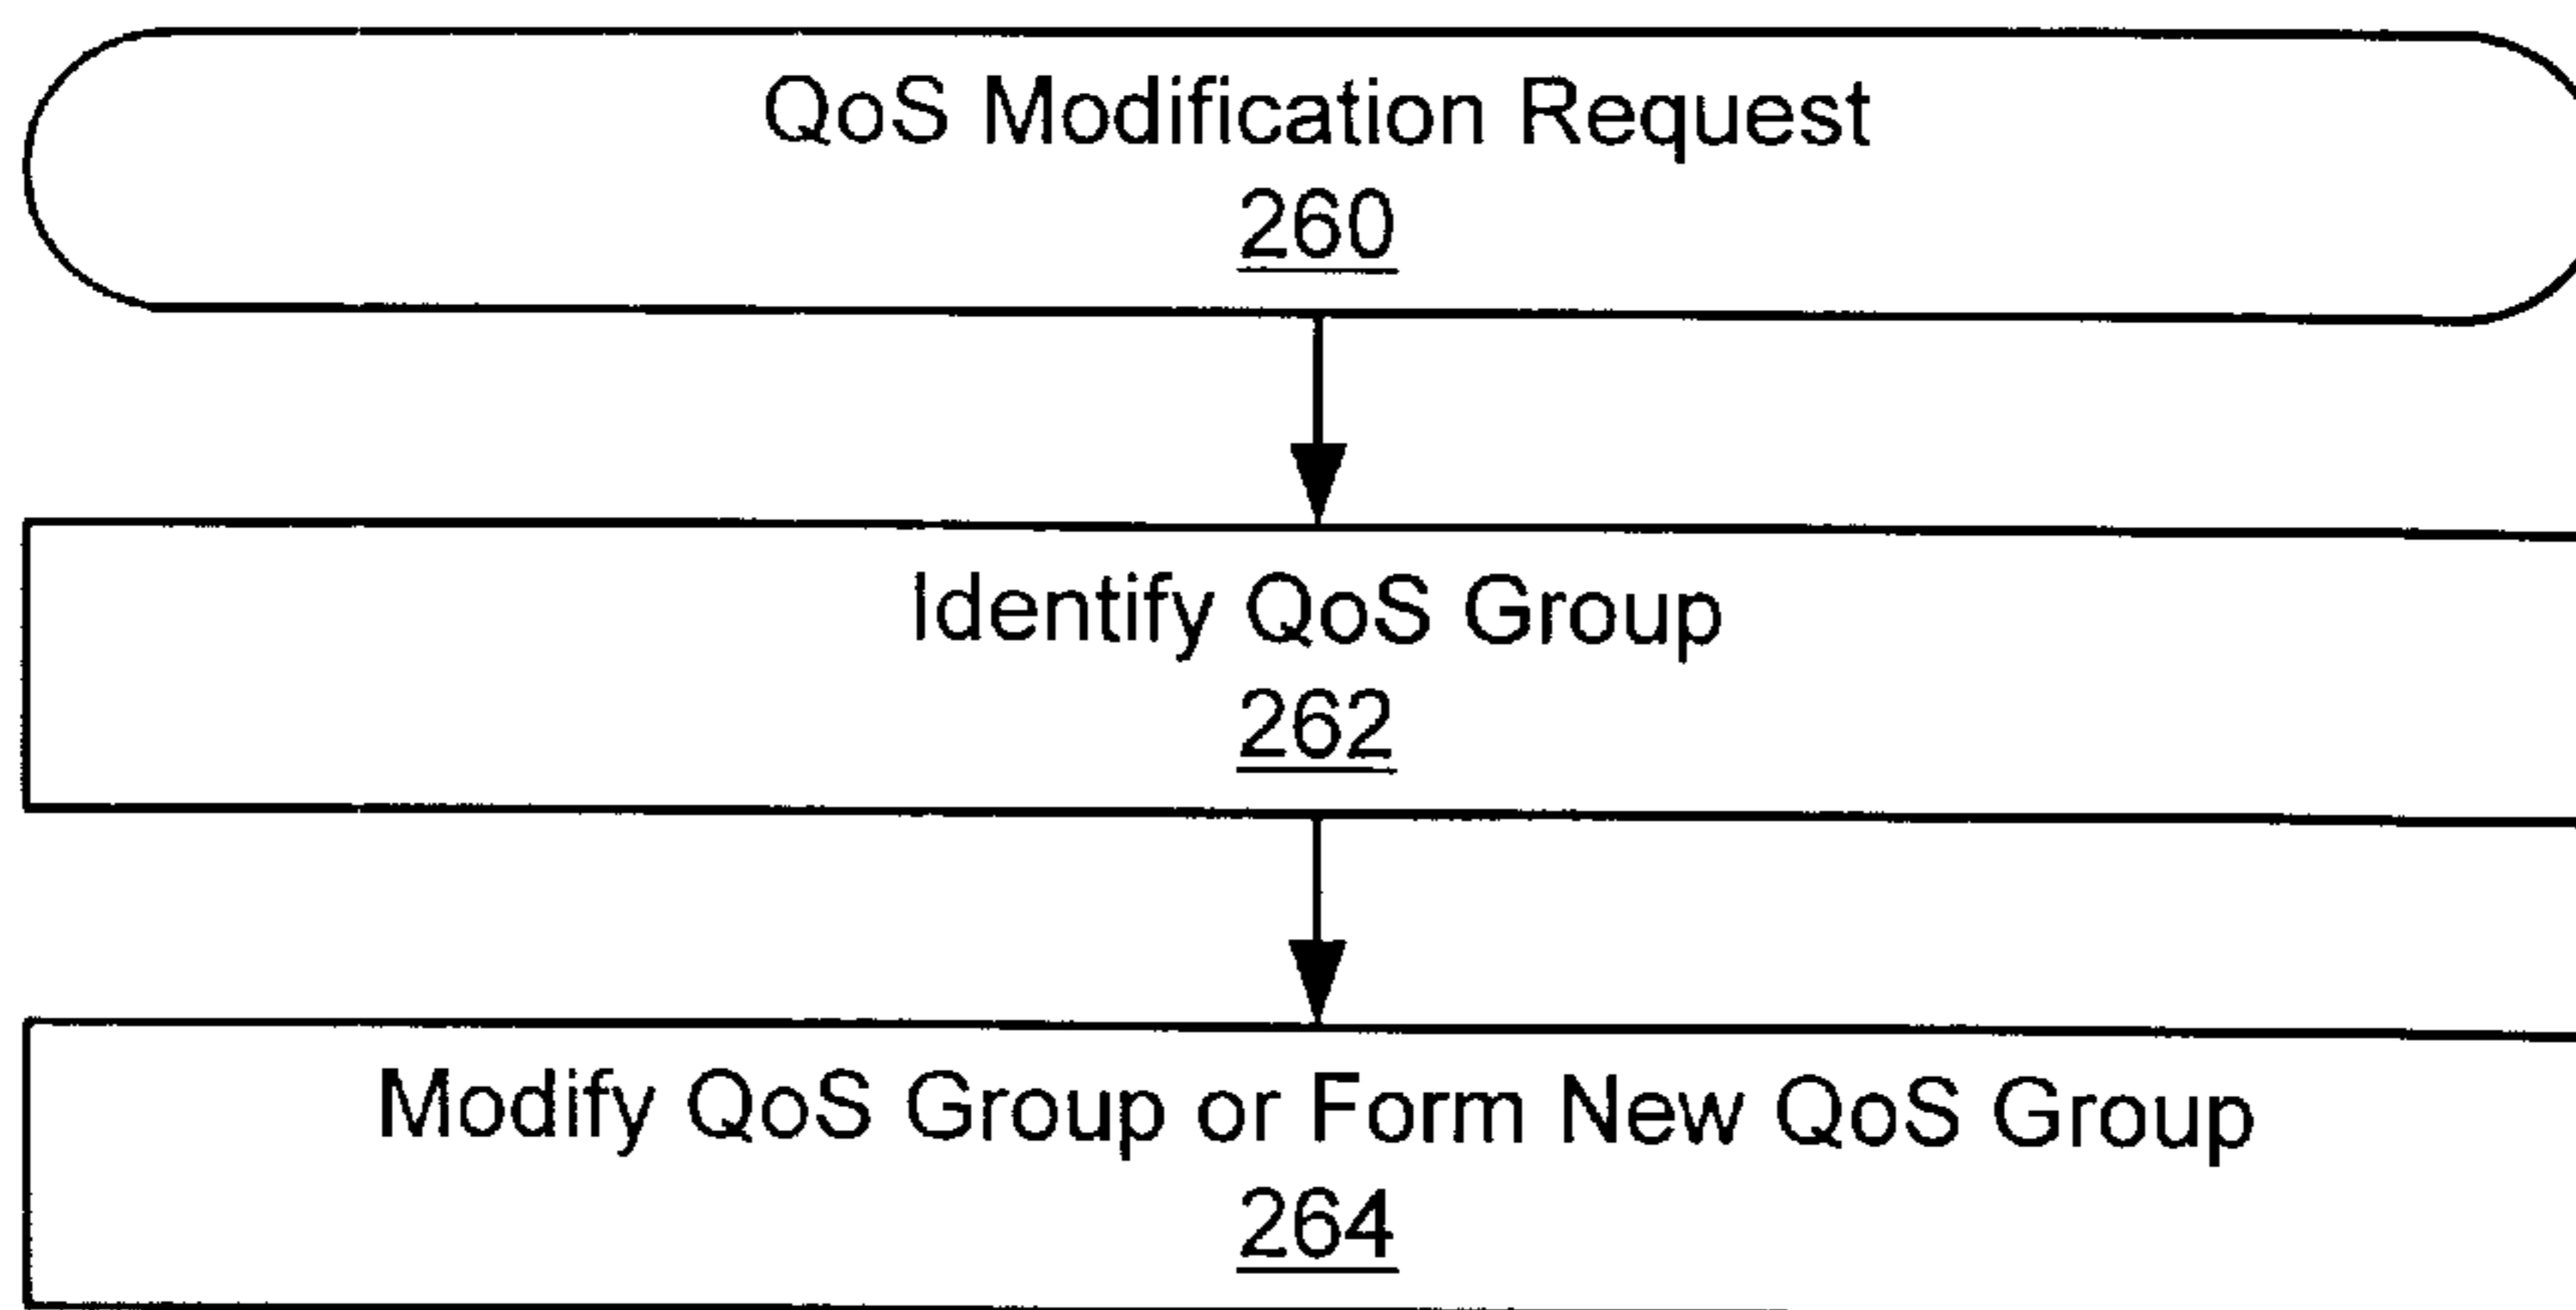 QoS Modification Request
260
Identify QoS Group
262
Modify QoS Group or Form New QoS Group
264